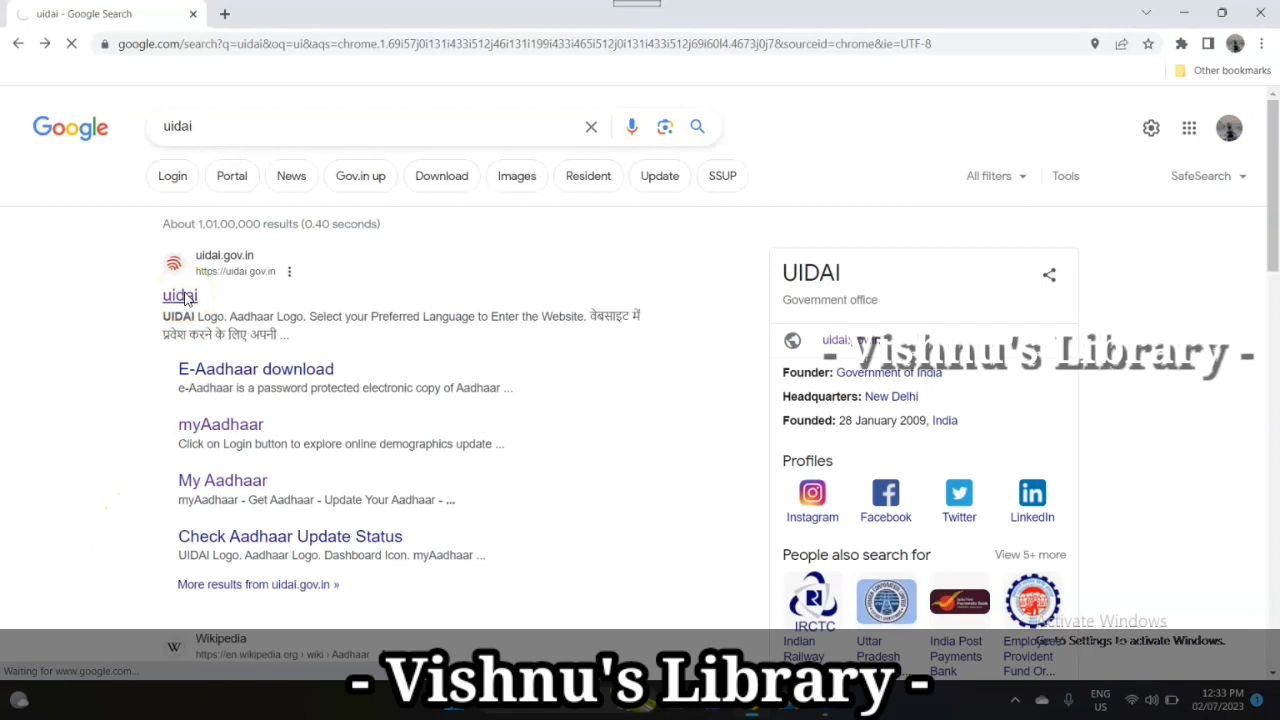 uidai - Google Search
google.com/search?q=uidai&oq=ui&aqs=chrome.1.69i57j0i131i433i512j46i131i199i433i465i512j0i131i433i512j69i60l4.4673j0j7&sourceid=chrome&ie=UTF-8
Other bookmarks
Google
uidai
Login
Portal
News
Gov.in up
Download
Images
Resident
Update
SSUP
All filters
Tools
SafeSearch
About 1,01,00,000 results (0.40 seconds)
uidai.gov.in
https://uidai.gov.in
uidai
UIDAI Logo. Aadhaar Logo. Select your Preferred Language to Enter the Website. वेबसाइट में
प्रवेश करने के लिए अपनी ...
E-Aadhaar download
e-Aadhaar is a password protected electronic copy of Aadhaar ...
myAadhaar
Click on Login button to explore online demographics update ...
My Aadhaar
myAadhaar - Get Aadhaar - Update Your Aadhaar - ...
Check Aadhaar Update Status
UIDAI Logo. Aadhaar Logo. Dashboard Icon. myAadhaar ...
More results from uidai.gov.in »
W
Wikipedia
https://en.wikipedia.org › wiki › Aadhaar
UIDAI
Government office
- Vishnu's Library -
Founder: Government of India
Headquarters: New Delhi
Founded: 28 January 2009, India
Profiles
Instagram
Facebook
Twitter
LinkedIn
People also search for
View 5+ more
IRCTC
Indian
Railway
Uttar
Pradesh
India Post
Payments
Bank
Employees
Provident
Fund Or...
Activate Windows
Go to Settings to activate Windows.
Waiting for www.google.com...
- Vishnu's Library -
ENG
US
12:33 PM
02/07/2023
1